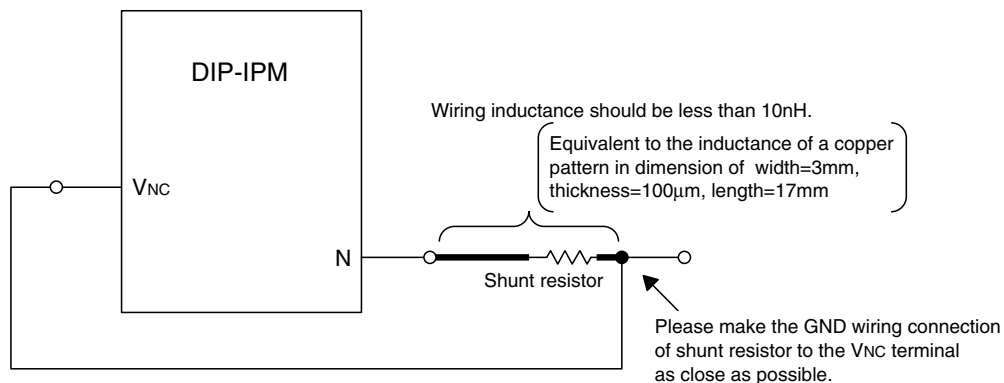 DIP-IPM
Wiring inductance should be less than 10nH.
Equivalent to the inductance of a copper
pattern in dimension of width=3mm,
thickness=100μm, length=17mm
VNC
N
Shunt resistor
Please make the GND wiring connection
of shunt resistor to the VNC terminal
as close as possible.